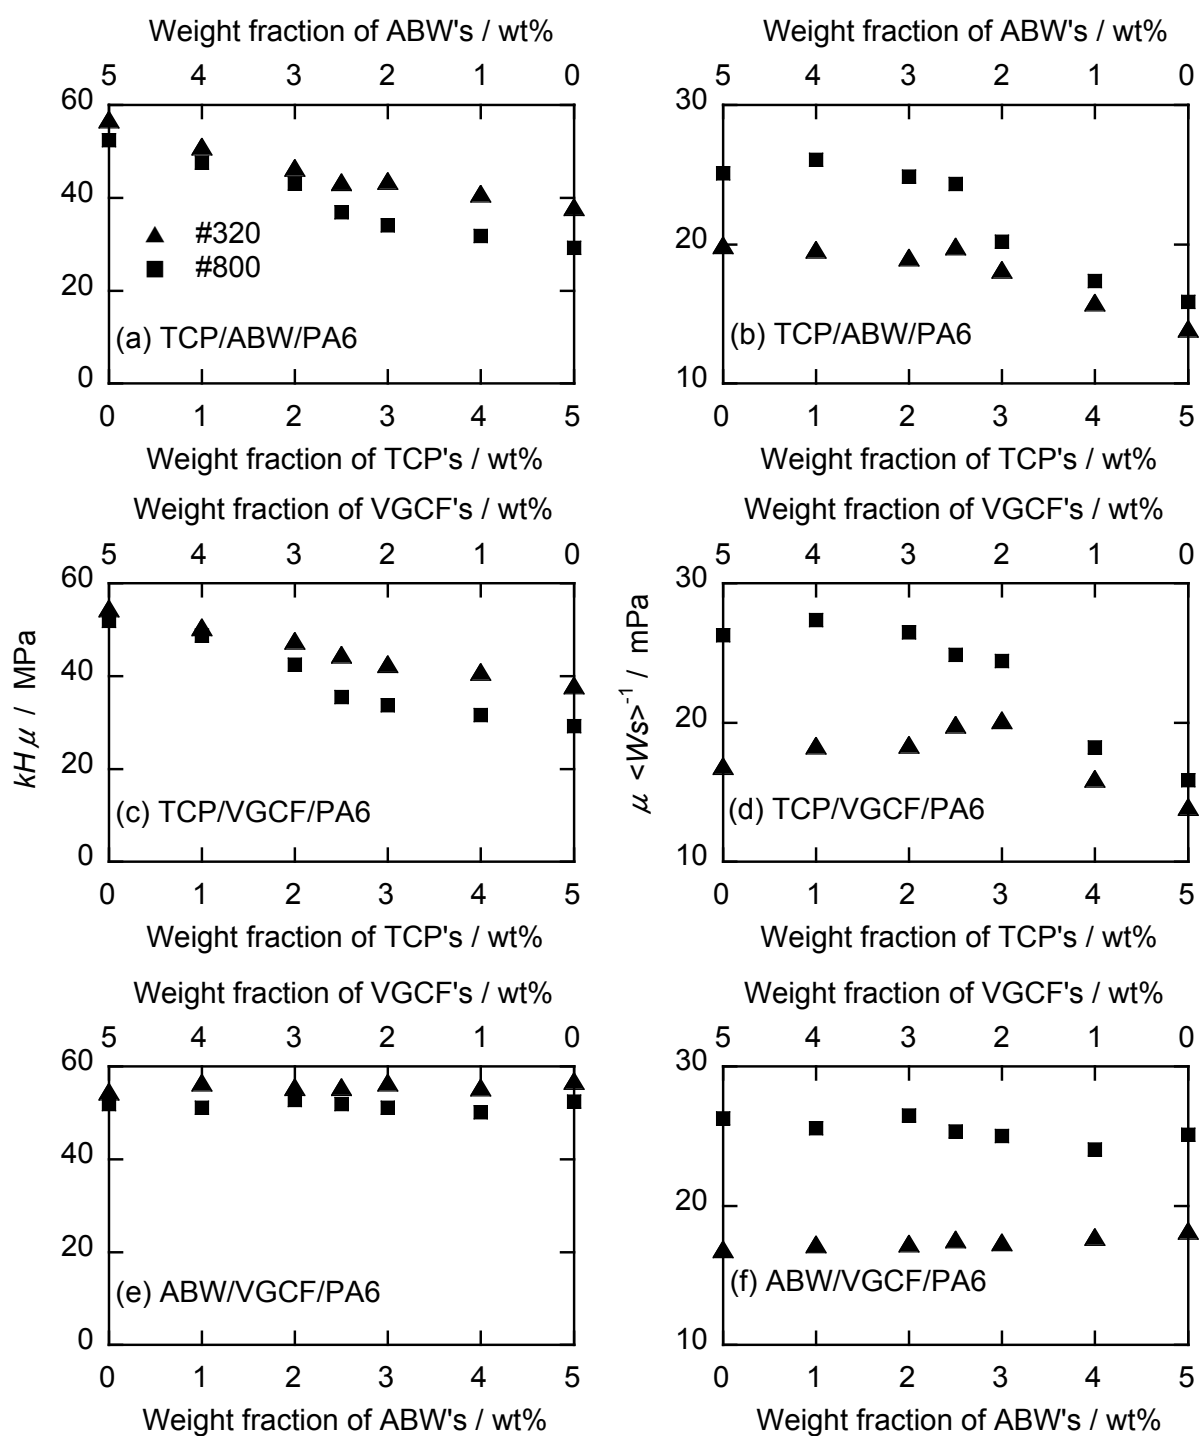 Weight fraction of ABW's / wt%
5 4 3 2 1 0
60
40
20
0
▲ #320
■ #800
(a) TCP/ABW/PA6
0 1 2 3 4 5
Weight fraction of TCP's / wt%
Weight fraction of ABW's / wt%
5 4 3 2 1 0
30
20
10
(b) TCP/ABW/PA6
0 1 2 3 4 5
Weight fraction of TCP's / wt%
Weight fraction of VGCF's / wt%
5 4 3 2 1 0
60
40
20
0
kHμ / MPa
(c) TCP/VGCF/PA6
0 1 2 3 4 5
Weight fraction of TCP's / wt%
Weight fraction of VGCF's / wt%
5 4 3 2 1 0
30
20
10
μ <Ws>⁻¹ / mPa
(d) TCP/VGCF/PA6
0 1 2 3 4 5
Weight fraction of TCP's / wt%
Weight fraction of VGCF's / wt%
5 4 3 2 1 0
60
40
20
0
(e) ABW/VGCF/PA6
0 1 2 3 4 5
Weight fraction of ABW's / wt%
Weight fraction of VGCF's / wt%
5 4 3 2 1 0
30
20
10
(f) ABW/VGCF/PA6
0 1 2 3 4 5
Weight fraction of ABW's / wt%